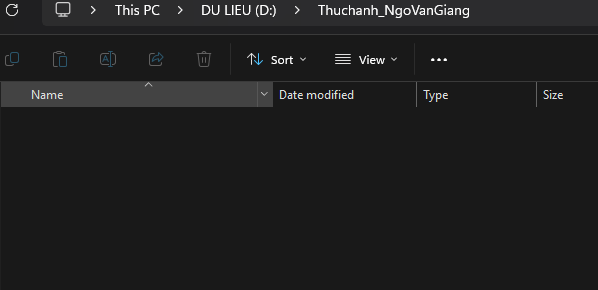 This PC > DU LIEU (D:) > Thuchanh_NgoVanGiang
Sort View
Name Date modified Type Size